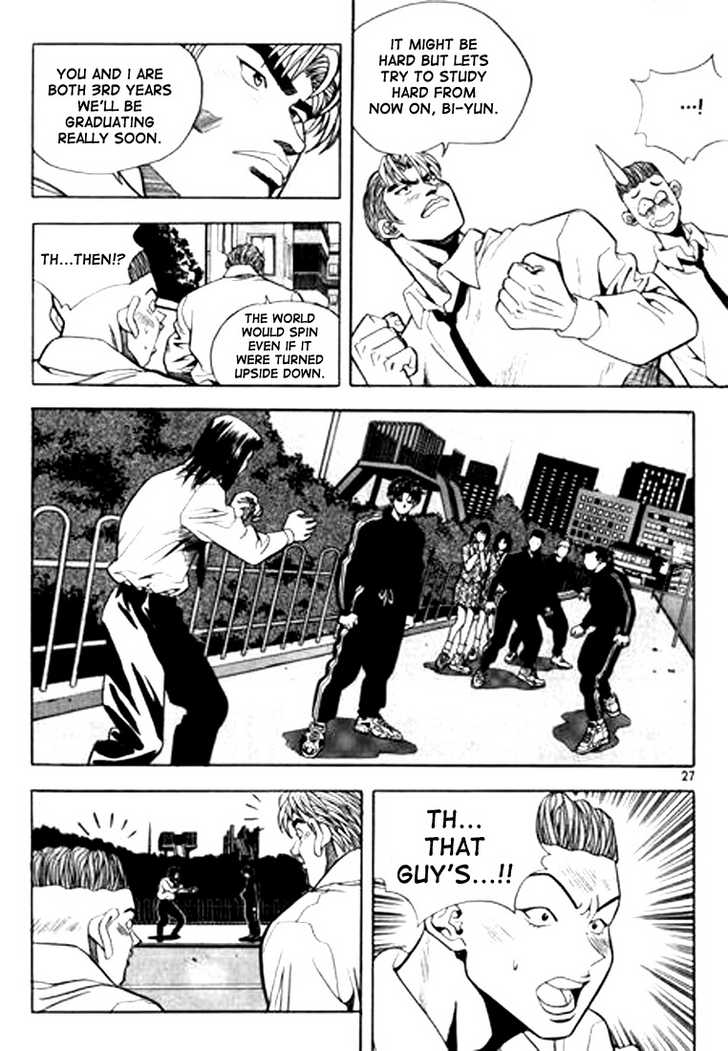 YOU AND I ARE
BOTH 3RD YEARS
WE'LL BE
GRADUATING
REALLY SOON.
IT MIGHT BE
HARD BUT LETS
TRY TO STUDY
HARD FROM
NOW ON, BI-YUN.
...!
TH...THEN!?
THE WORLD
WOULD SPIN
EVEN IF IT
WERE TURNED
UPSIDE DOWN.
27
TH...
THAT
GUY'S...!!